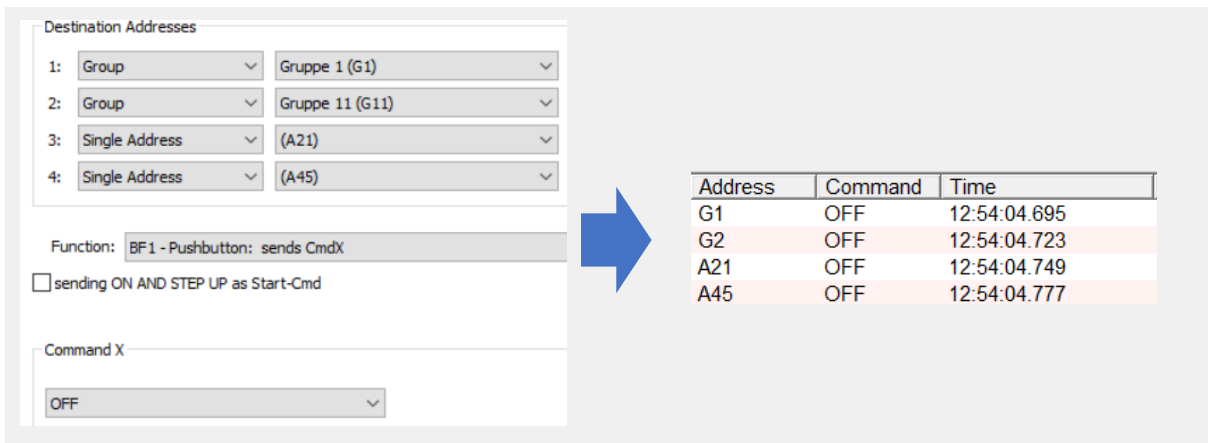 Destination Addresses
1: Group Gruppe 1 (G1)
2: Group Gruppe 11 (G11)
3: Single Address (A21)
4: Single Address (A45)
Function: BF1 - Pushbutton: sends CmdX
sending ON AND STEP UP as Start-Cmd
Command X
OFF
Address Command Time
G1 OFF 12:54:04.695
G2 OFF 12:54:04.723
A21 OFF 12:54:04.749
A45 OFF 12:54:04.777